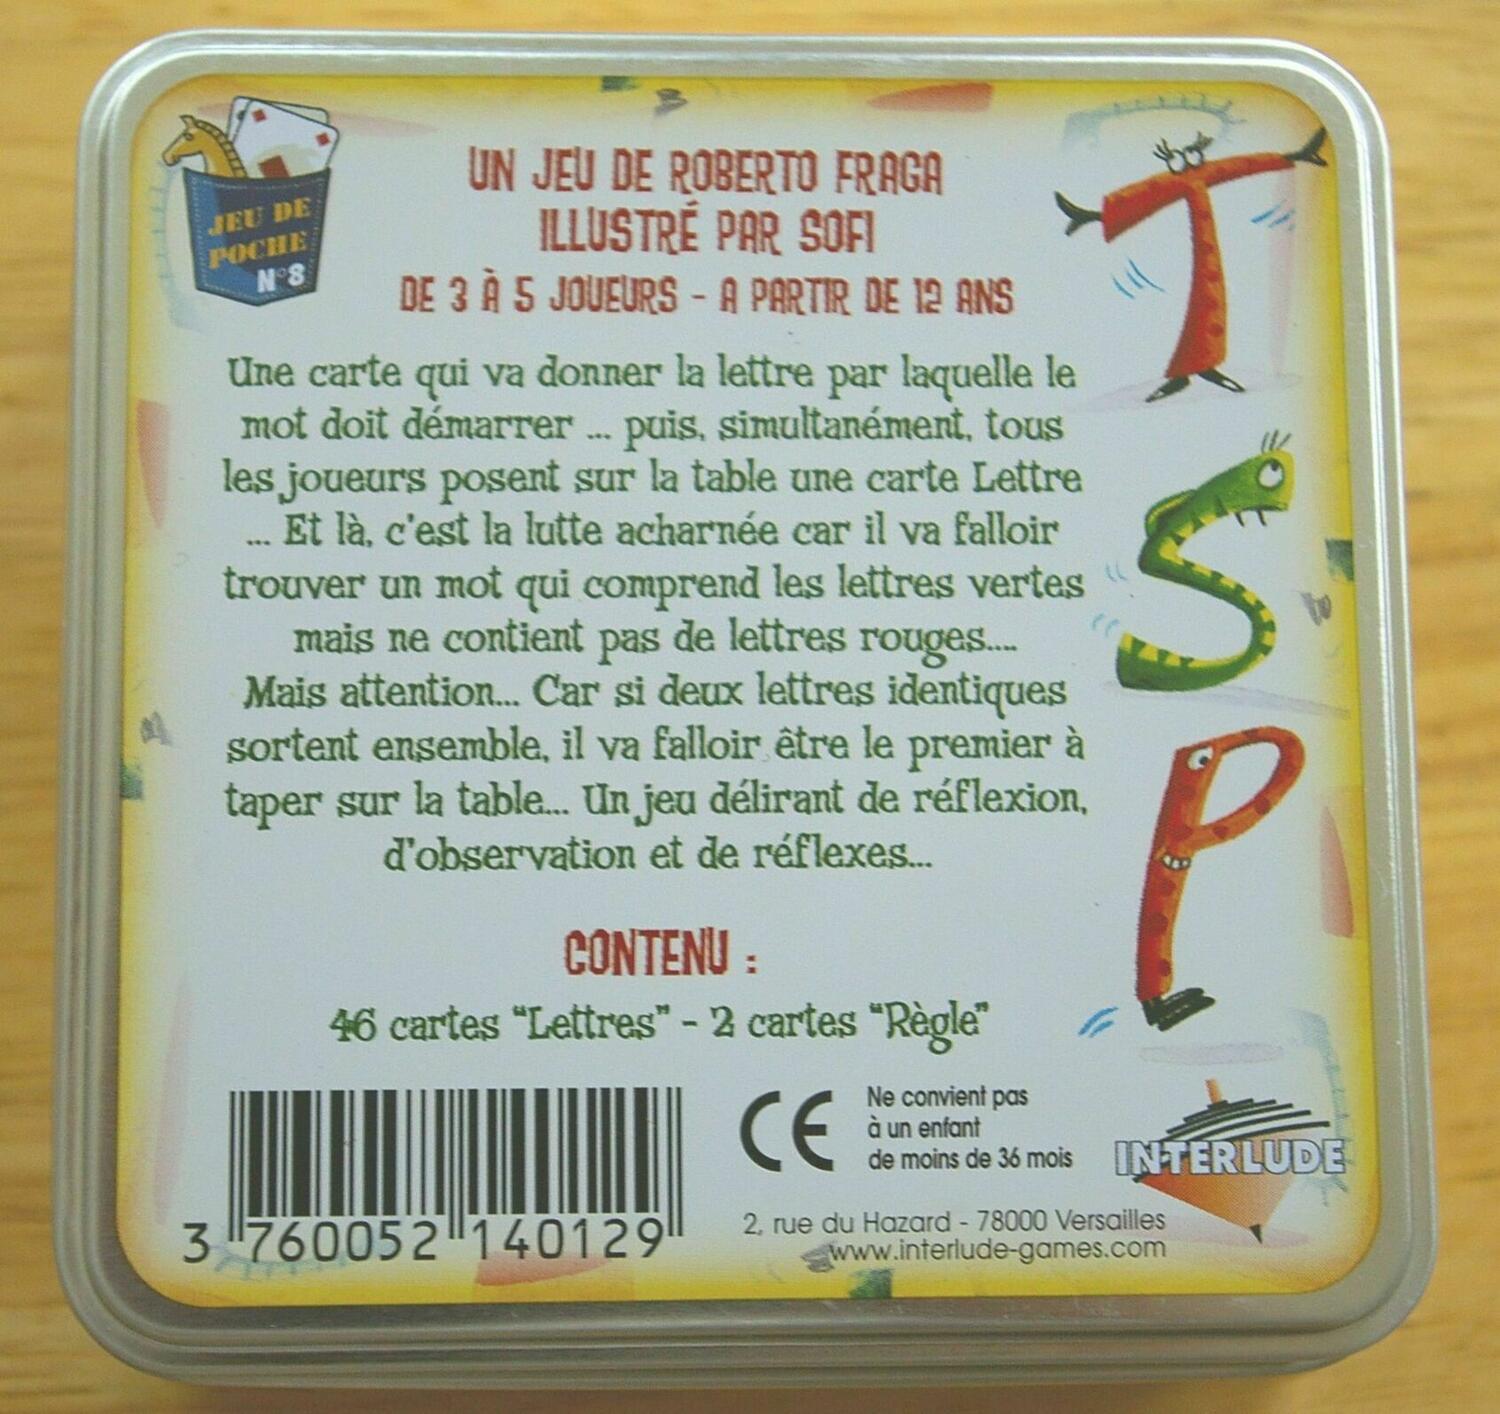 JEU DE
POCHE
N°8
UN JEU DE ROBERTO FRAGA
ILLUSTRÉ PAR SOFI
DE 3 À 5 JOUEURS - A PARTIR DE 12 ANS
Une carte qui va donner la lettre par laquelle le
mot doit démarrer ... puis, simultanément, tous
les joueurs posent sur la table une carte Lettre
... Et là, c'est la lutte acharnée car il va falloir
trouver un mot qui comprend les lettres vertes
mais ne contient pas de lettres rouges....
Mais attention... Car si deux lettres identiques
sortent ensemble, il va falloir être le premier à
taper sur la table... Un jeu délirant de réflexion,
d'observation et de réflexes...
T
S
P
CONTENU :
46 cartes "Lettres" - 2 cartes "Règle"
3 760052 140129
CE
Ne convient pas
à un enfant
de moins de 36 mois
INTERLUDE
2, rue du Hazard - 78000 Versailles
www.interlude-games.com